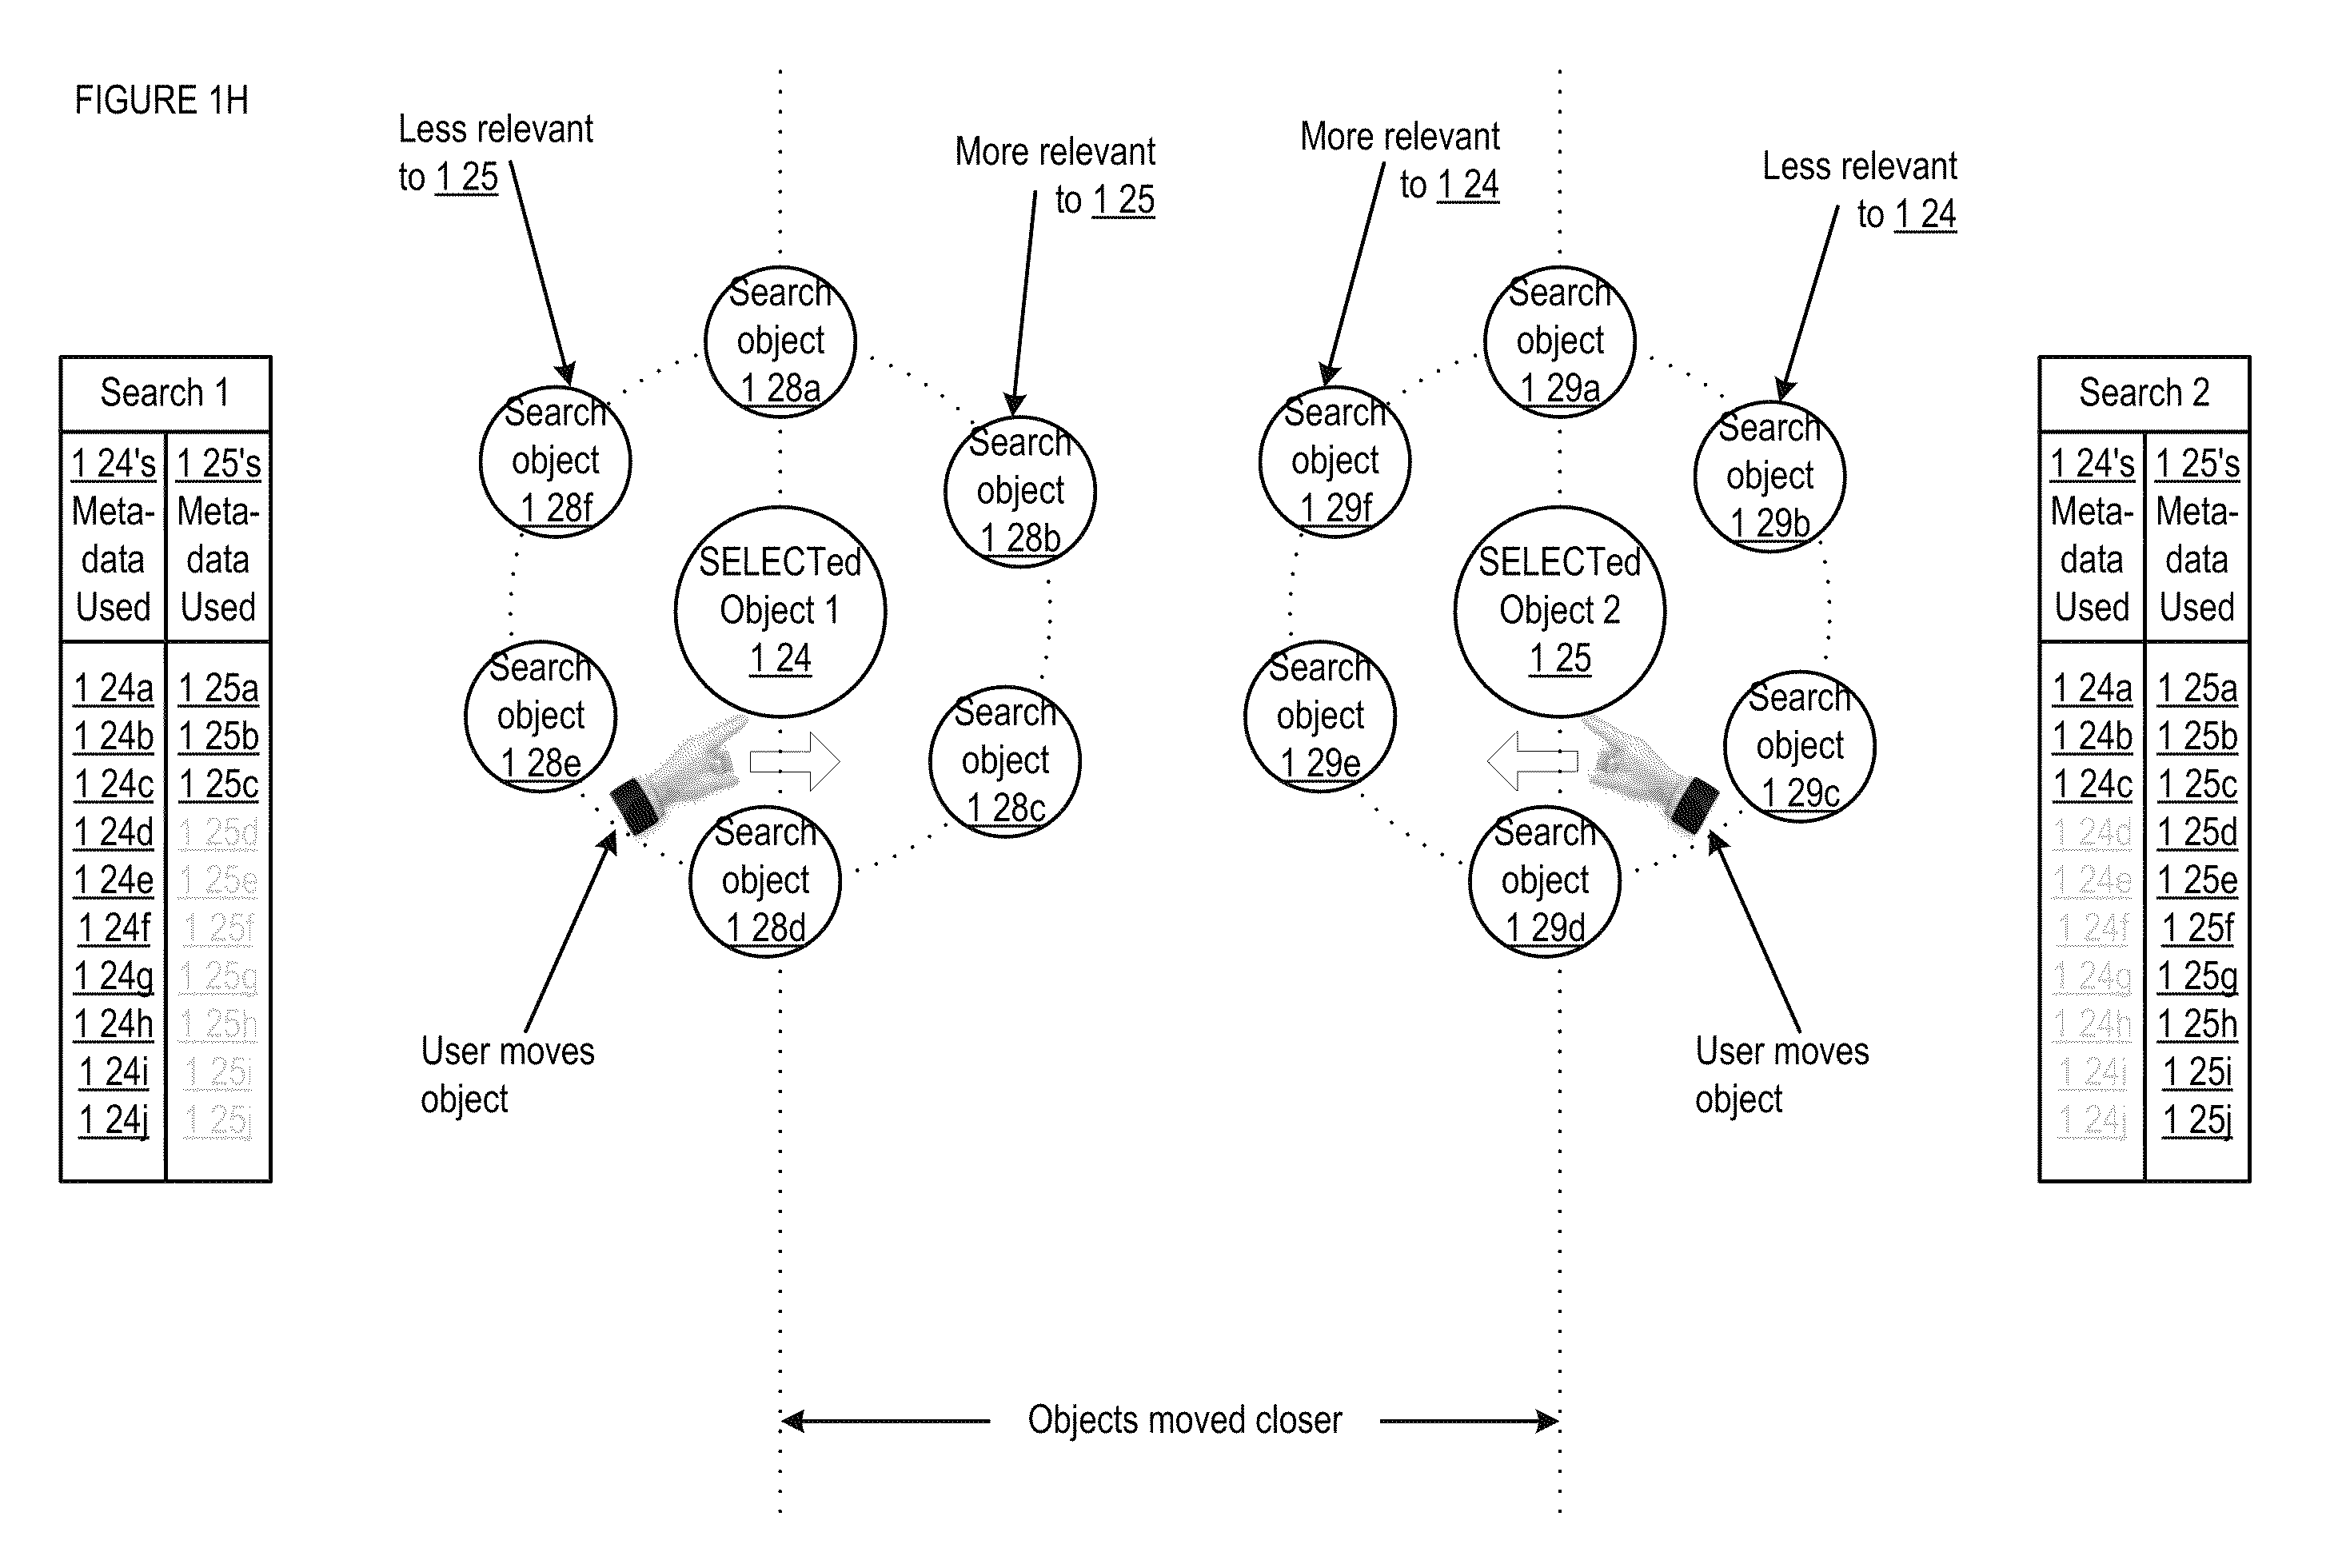 FIGURE 1H
Less relevant
to 1 25
More relevant
to 1 25
More relevant
to 1 24
Less relevant
to 1 24
Search 1
1 24's
Meta-
data
Used
1 25's
Meta-
data
Used
1 24a
1 24b
1 24c
1 24d
1 24e
1 24f
1 24g
1 24h
1 24i
1 24j
1 25a
1 25b
1 25c
1 25d
1 25e
1 25f
1 25g
1 25h
1 25i
1 25j
Search
object
1 28a
Search
object
1 28f
Search
object
1 28b
SELECTed
Object 1
1 24
Search
object
1 28e
Search
object
1 28c
Search
object
1 28d
User moves
object
Search
object
1 29a
Search
object
1 29f
Search
object
1 29b
SELECTed
Object 2
1 25
Search
object
1 29e
Search
object
1 29c
Search
object
1 29d
User moves
object
Search 2
1 24's
Meta-
data
Used
1 25's
Meta-
data
Used
1 24a
1 24b
1 24c
1 24d
1 24e
1 24f
1 24g
1 24h
1 24i
1 24j
1 25a
1 25b
1 25c
1 25d
1 25e
1 25f
1 25g
1 25h
1 25i
1 25j
Objects moved closer